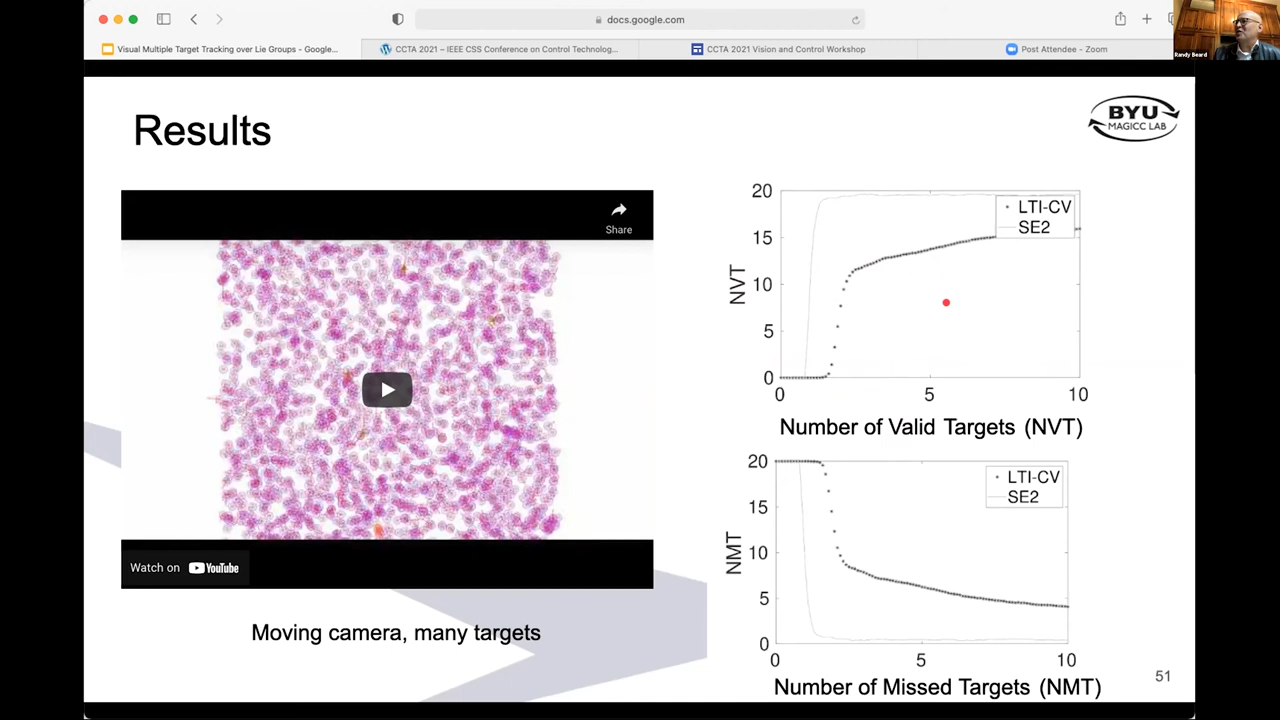 docs.google.com
Visual Multiple Target Tracking over Lie Groups - Google...
CCTA 2021 – IEEE CSS Conference on Control Technolog...
CCTA 2021 Vision and Control Workshop
Post Attendee - Zoom
Randy Beard
Results
BYU
MAGICC LAB
Share
Watch on YouTube
Moving camera, many targets
NVT
20
15
10
5
0
0
5
10
LTI-CV
SE2
Number of Valid Targets (NVT)
NMT
20
15
10
5
0
0
5
10
LTI-CV
SE2
Number of Missed Targets (NMT)
51